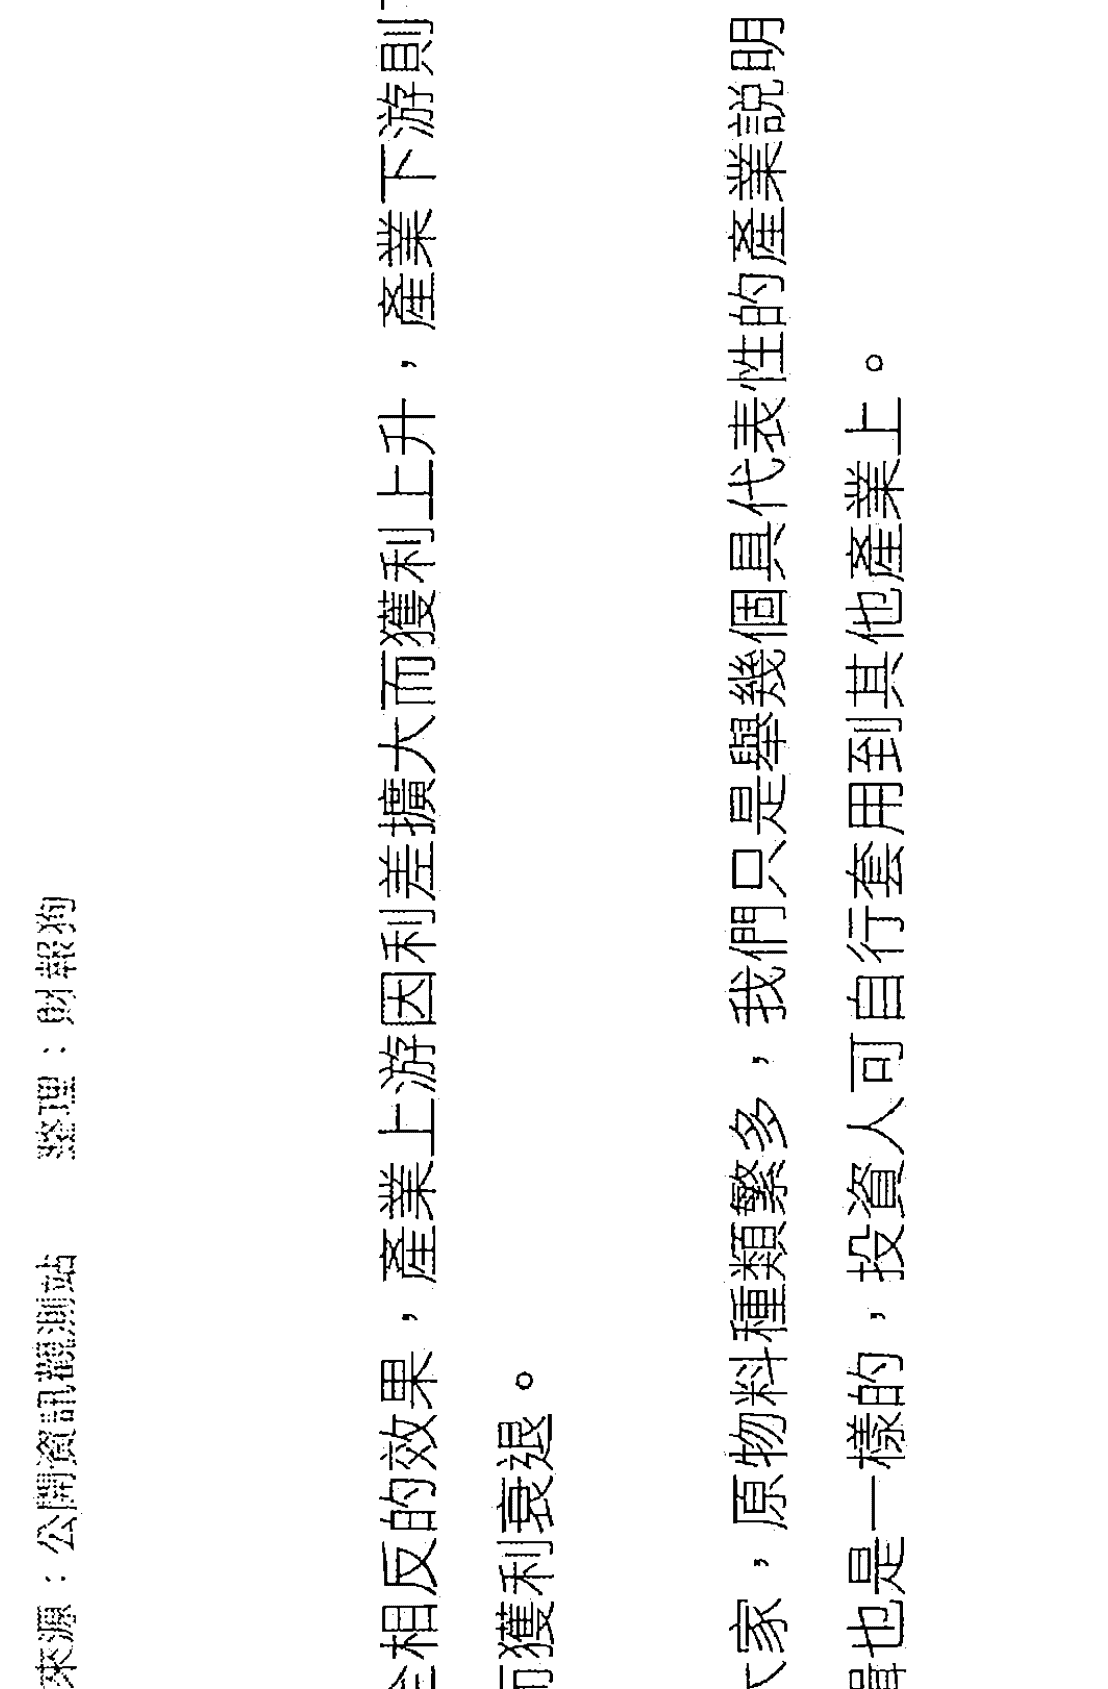 來源：公開資訊觀測站　整理：財報狗
相反的效果，產業上游因利差擴大而獲利上升，產業下游則
而獲利衰退。
家，原物料種類繁多，我們只是舉幾個具代表性的產業說明
也是一樣的，投資人可自行套用到其他產業上。